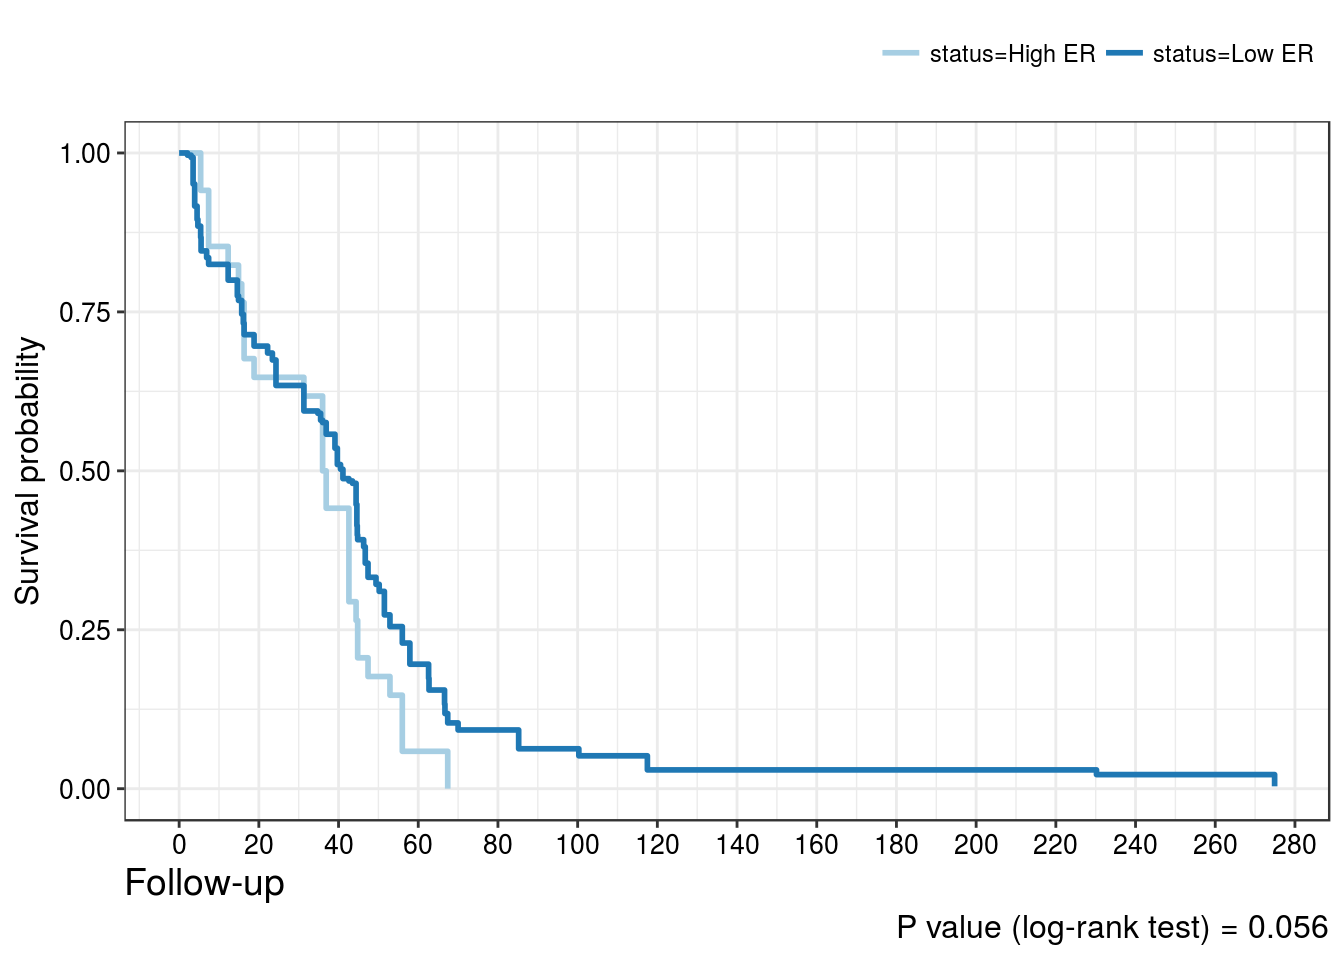 status=High ER status=Low ER
1.00
0.75
0.50
0.25
0.00
Survival probability
0 20 40 60 80 100 120 140 160 180 200 220 240 260 280
Follow-up
P value (log-rank test) = 0.056